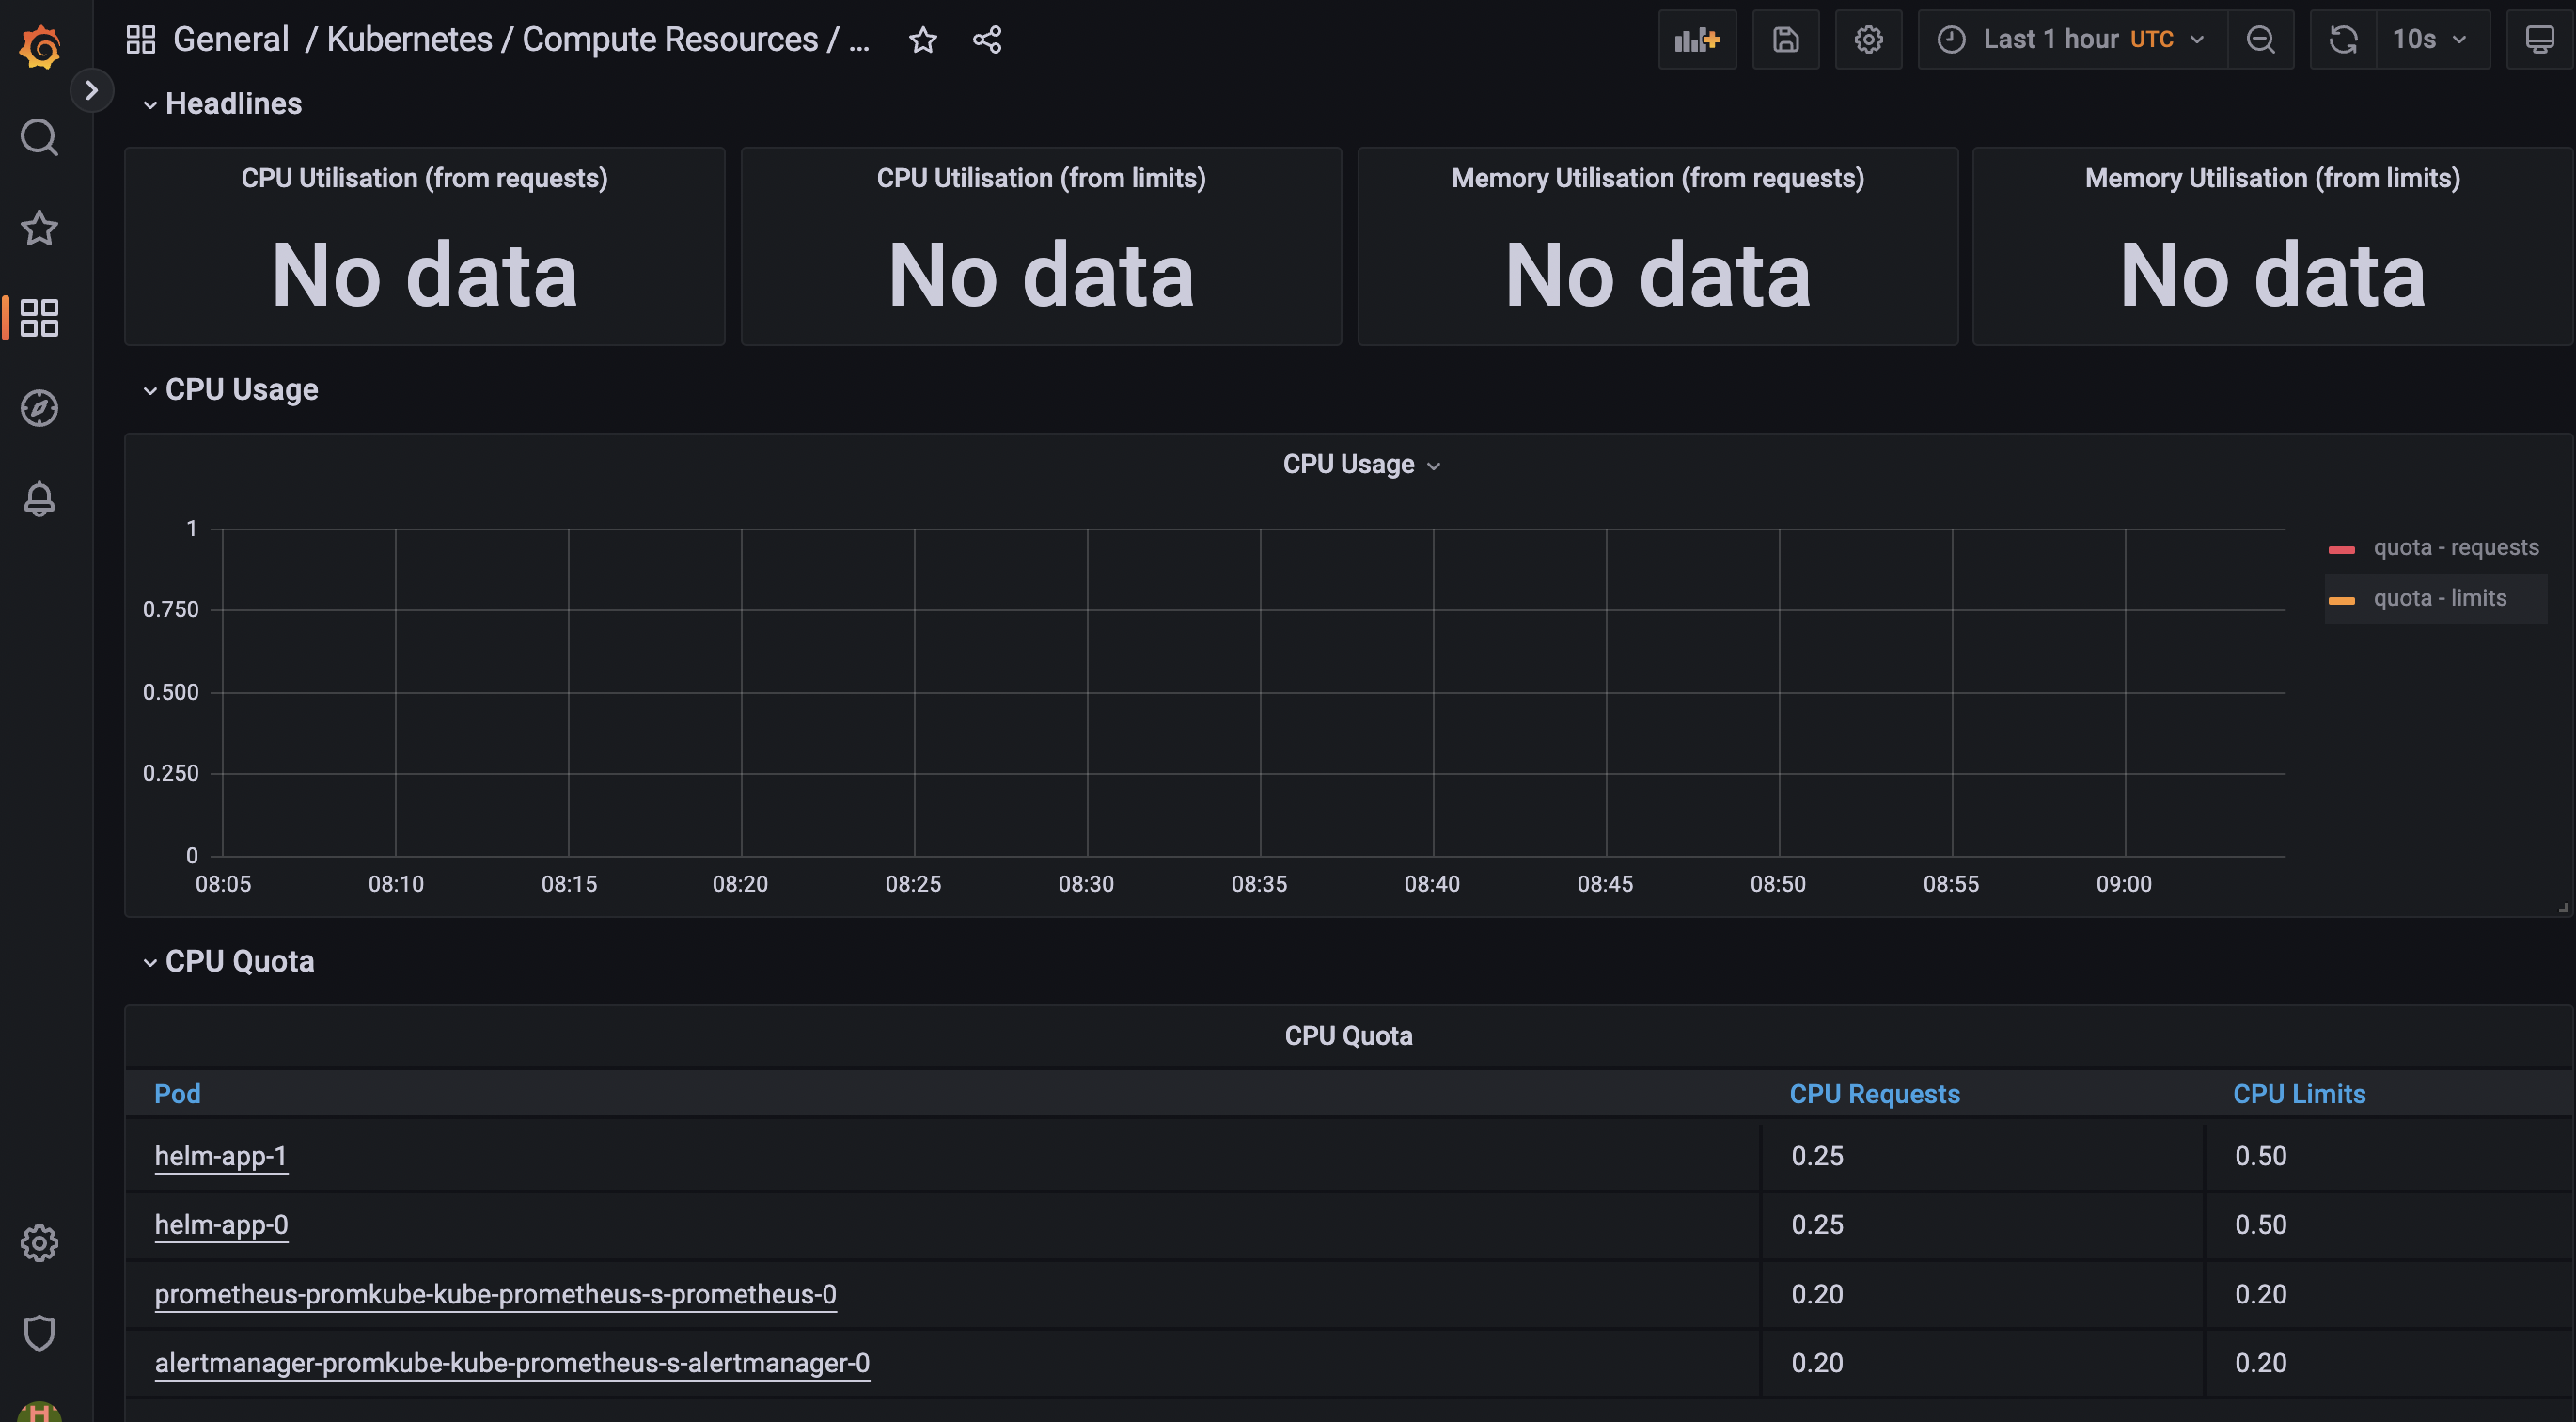 General / Kubernetes / Compute Resources / ...
Last 1 hour UTC
10s
Headlines
CPU Utilisation (from requests)
No data
CPU Utilisation (from limits)
No data
Memory Utilisation (from requests)
No data
Memory Utilisation (from limits)
No data
CPU Usage
CPU Usage
1
0.750
0.500
0.250
0
08:05 08:10 08:15 08:20 08:25 08:30 08:35 08:40 08:45 08:50 08:55 09:00
quota - requests
quota - limits
CPU Quota
CPU Quota
Pod CPU Requests CPU Limits
helm-app-1 0.25 0.50
helm-app-0 0.25 0.50
prometheus-promkube-kube-prometheus-s-prometheus-0 0.20 0.20
alertmanager-promkube-kube-prometheus-s-alertmanager-0 0.20 0.20